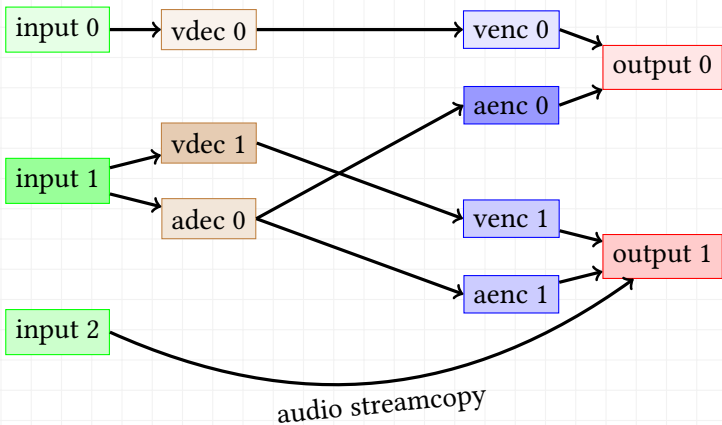 input 0
vdec 0
venc 0
output 0
aenc 0
vdec 1
input 1
adec 0
venc 1
output 1
aenc 1
input 2
audio streamcopy